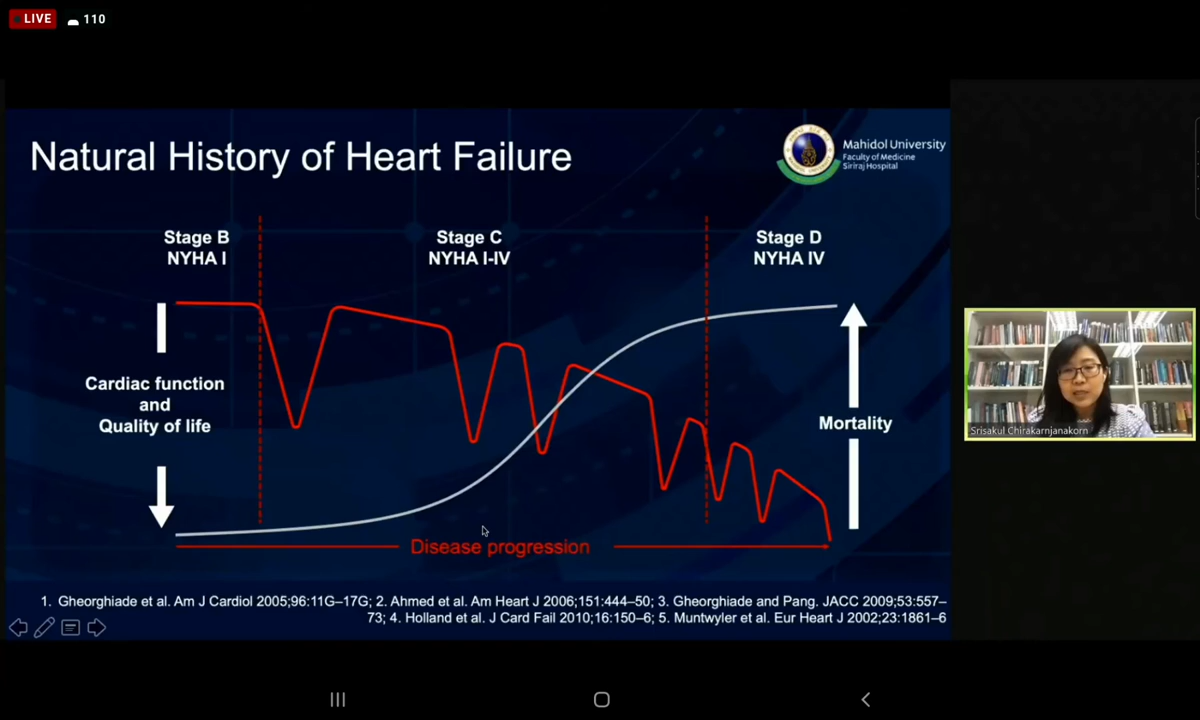 LIVE 110
Natural History of Heart Failure
Mahidol University
Faculty of Medicine
Siriraj Hospital
Stage B
NYHA I
Stage C
NYHA I-IV
Stage D
NYHA IV
Cardiac function
and
Quality of life
Mortality
Disease progression
1. Gheorghiade et al. Am J Cardiol 2005;96:11G–17G; 2. Ahmed et al. Am Heart J 2006;151:444–50; 3. Gheorghiade and Pang. JACC 2009;53:557–
73; 4. Holland et al. J Card Fail 2010;16:150–6; 5. Muntwyler et al. Eur Heart J 2002;23:1861–6
Srisakul Chirakarnjanakorn